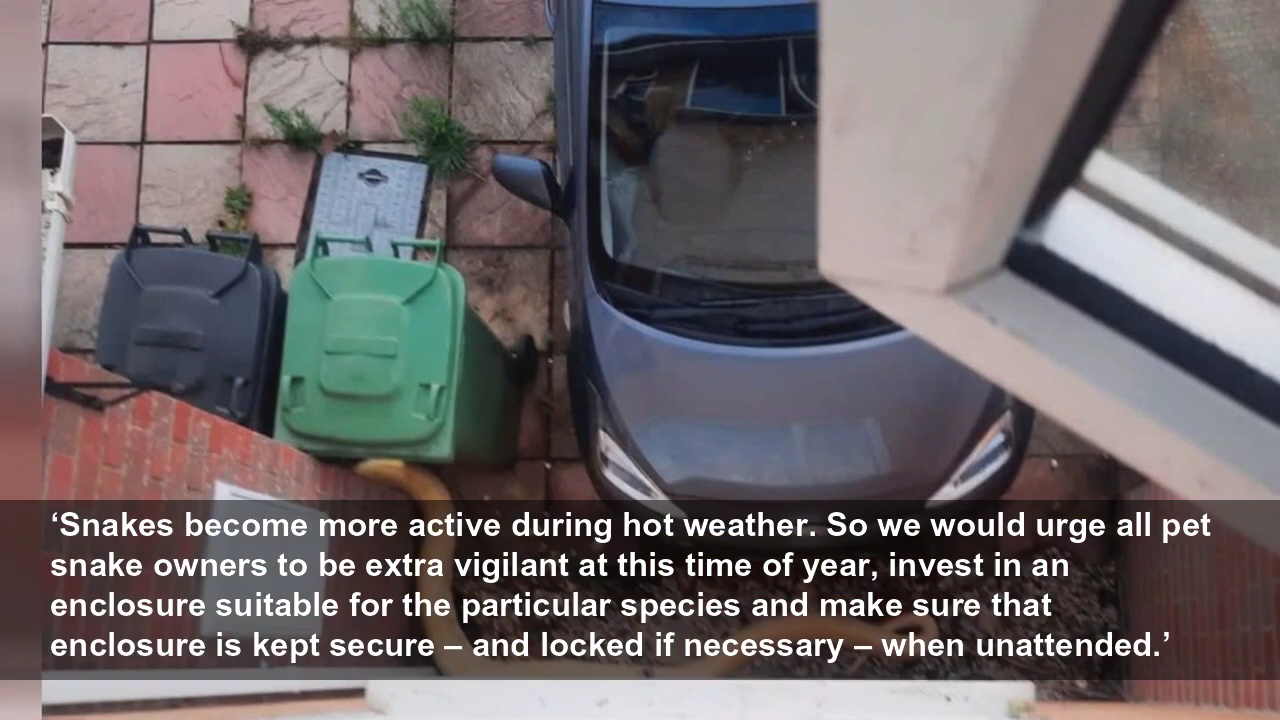 ‘Snakes become more active during hot weather. So we would urge all pet
snake owners to be extra vigilant at this time of year, invest in an
enclosure suitable for the particular species and make sure that
enclosure is kept secure – and locked if necessary – when unattended.’